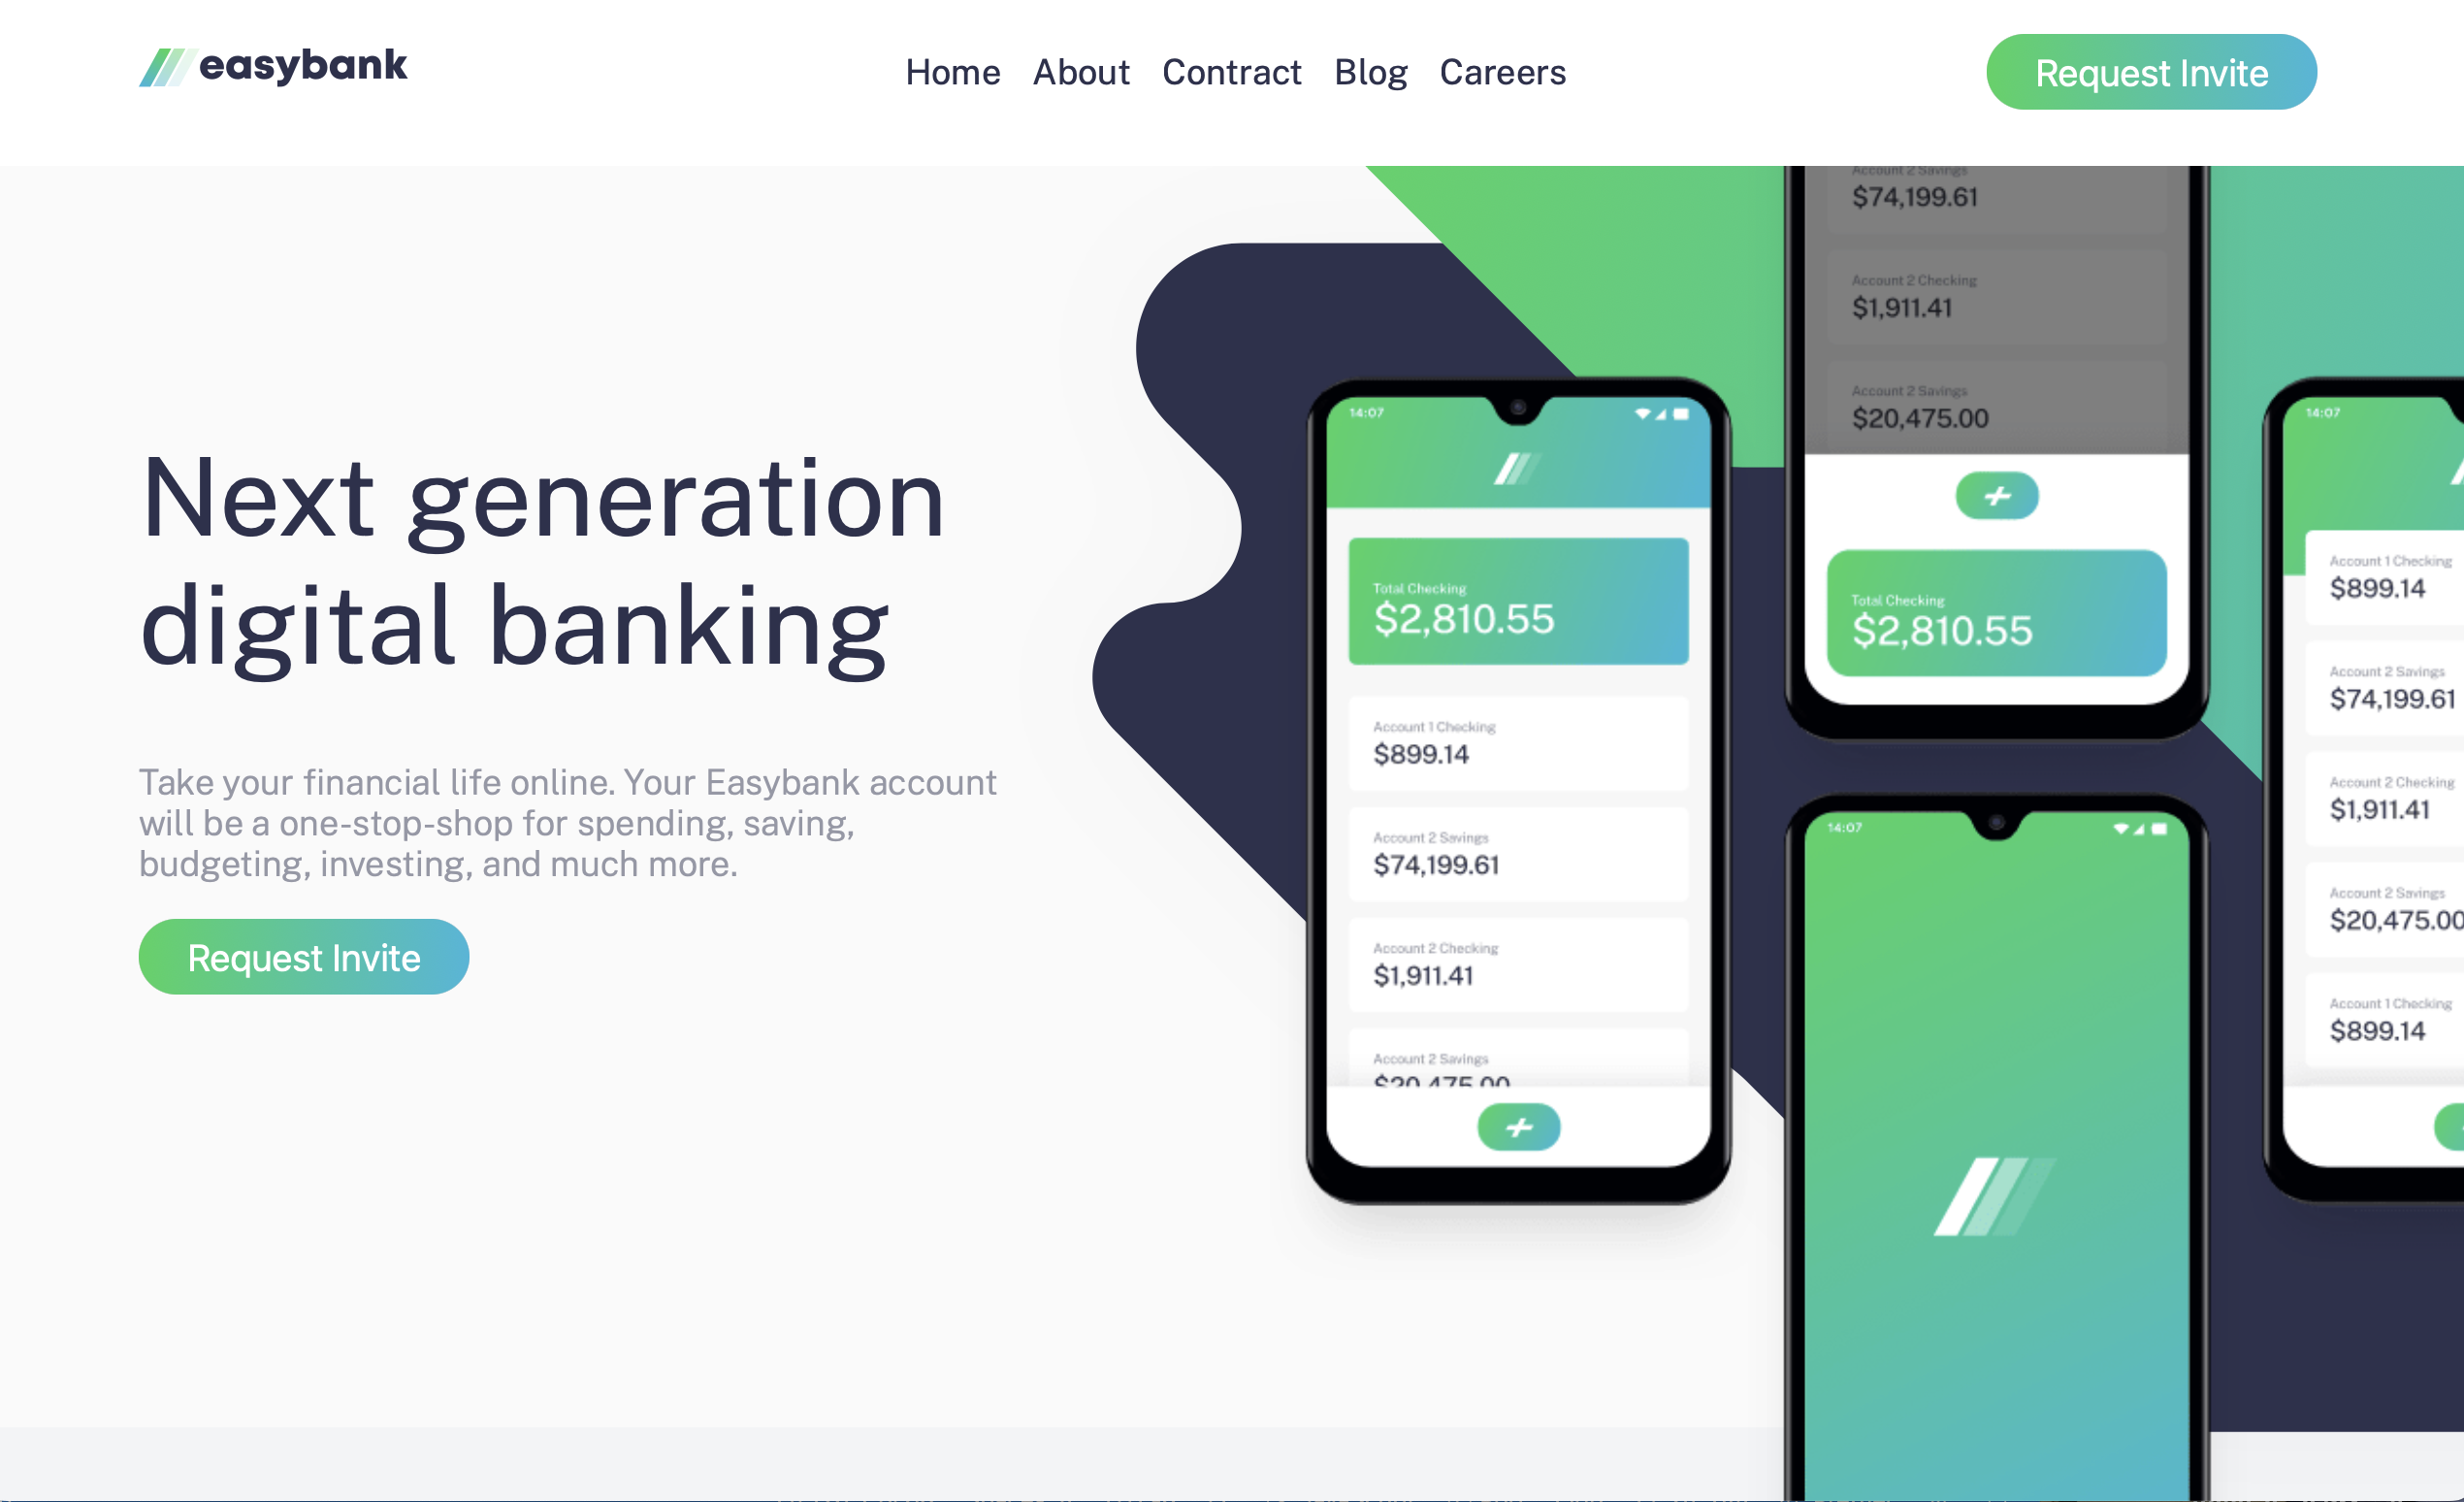 easybank
Home About Contract Blog Careers
Request Invite
Next generation
digital banking
Take your financial life online. Your Easybank account
will be a one-stop-shop for spending, saving,
budgeting, investing, and much more.
Request Invite
14:07
Total Checking
$2,810.55
Account 1 Checking
$899.14
Account 2 Savings
$74,199.61
Account 2 Checking
$1,911.41
Account 2 Savings
$20,475.00
Account 2 Savings
$74,199.61
Account 2 Checking
$1,911.41
Account 2 Savings
$20,475.00
Total Checking
$2,810.55
14:07
14:07
Account 1 Checking
$899.14
Account 2 Savings
$74,199.61
Account 2 Checking
$1,911.41
Account 2 Savings
$20,475.00
Account 1 Checking
$899.14